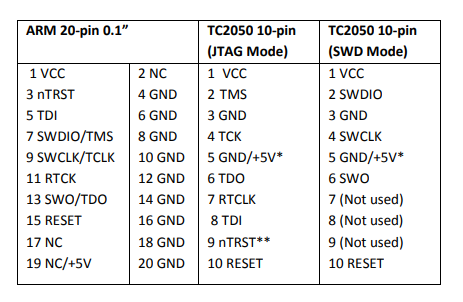 ARM 20-pin 0.1” TC2050 10-pin TC2050 10-pin
(JTAG Mode) (SWD Mode)
1 VCC 2 NC 1 VCC 1 VCC
3 nTRST 4 GND 2 TMS 2 SWDIO
5 TDI 6 GND 3 GND 3 GND
7 SWDIO/TMS 8 GND 4 TCK 4 SWCLK
9 SWCLK/TCLK 10 GND 5 GND/+5V* 5 GND/+5V*
11 RTCK 12 GND 6 TDO 6 SWO
13 SWO/TDO 14 GND 7 RTCLK 7 (Not used)
15 RESET 16 GND 8 TDI 8 (Not used)
17 NC 18 GND 9 nTRST** 9 (Not used)
19 NC/+5V 20 GND 10 RESET 10 RESET